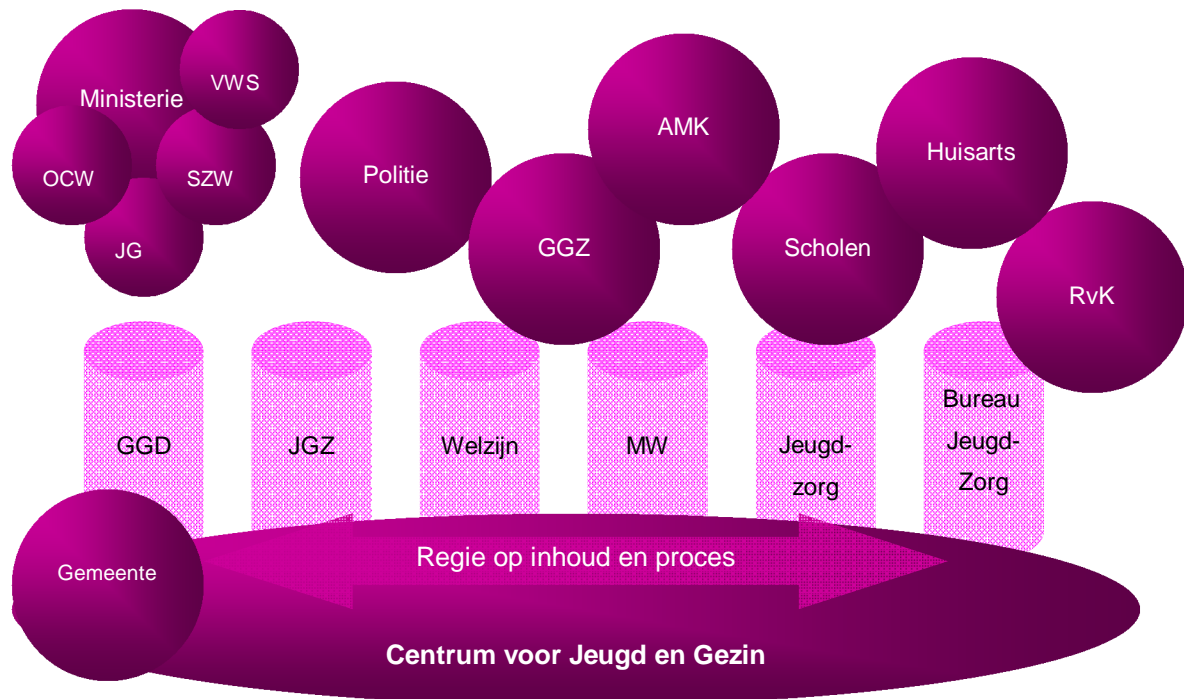 Ministerie
VWS
OCW
SZW
JG
Politie
GGZ
AMK
Scholen
Huisarts
RvK
GGD
JGZ
Welzijn
MW
Jeugd-
zorg
Bureau
Jeugd-
Zorg
Gemeente
Regie op inhoud en proces
Centrum voor Jeugd en Gezin